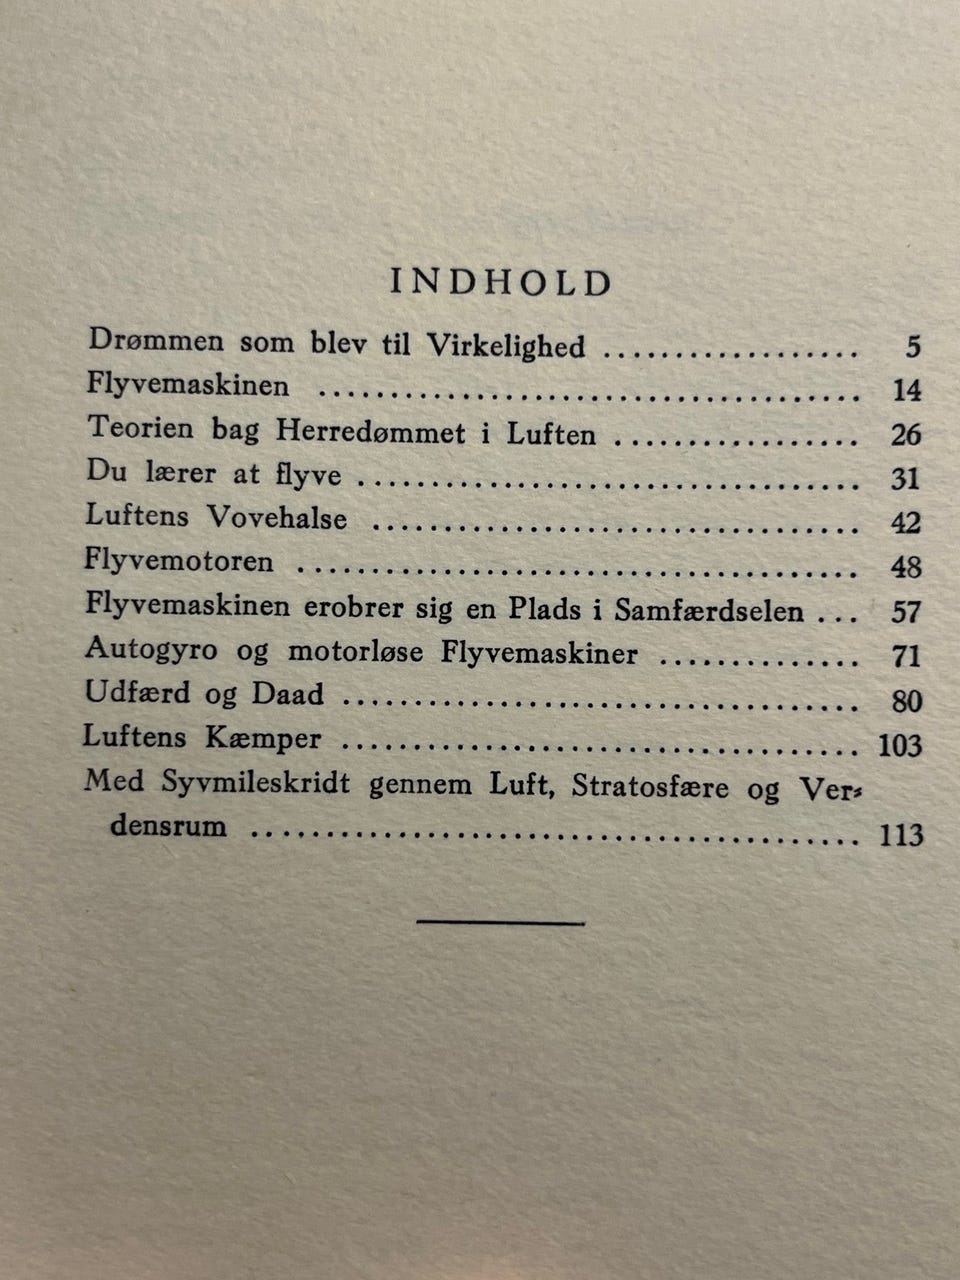 INDHOLD
Drømmen som blev til Virkelighed .................. 5
Flyvemaskinen ...................................... 14
Teorien bag Herredømmet i Luften ................. 26
Du lærer at flyve ................................... 31
Luftens Vovehalse .................................. 42
Flyvemotoren ....................................... 48
Flyvemaskinen erobrer sig en Plads i Samfærdselen ... 57
Autogyro og motorløse Flyvemaskiner .............. 71
Udfærd og Daad .................................... 80
Luftens Kæmper .................................... 103
Med Syvmileskridt gennem Luft, Stratosfære og Ver-
densrum .......................................... 113